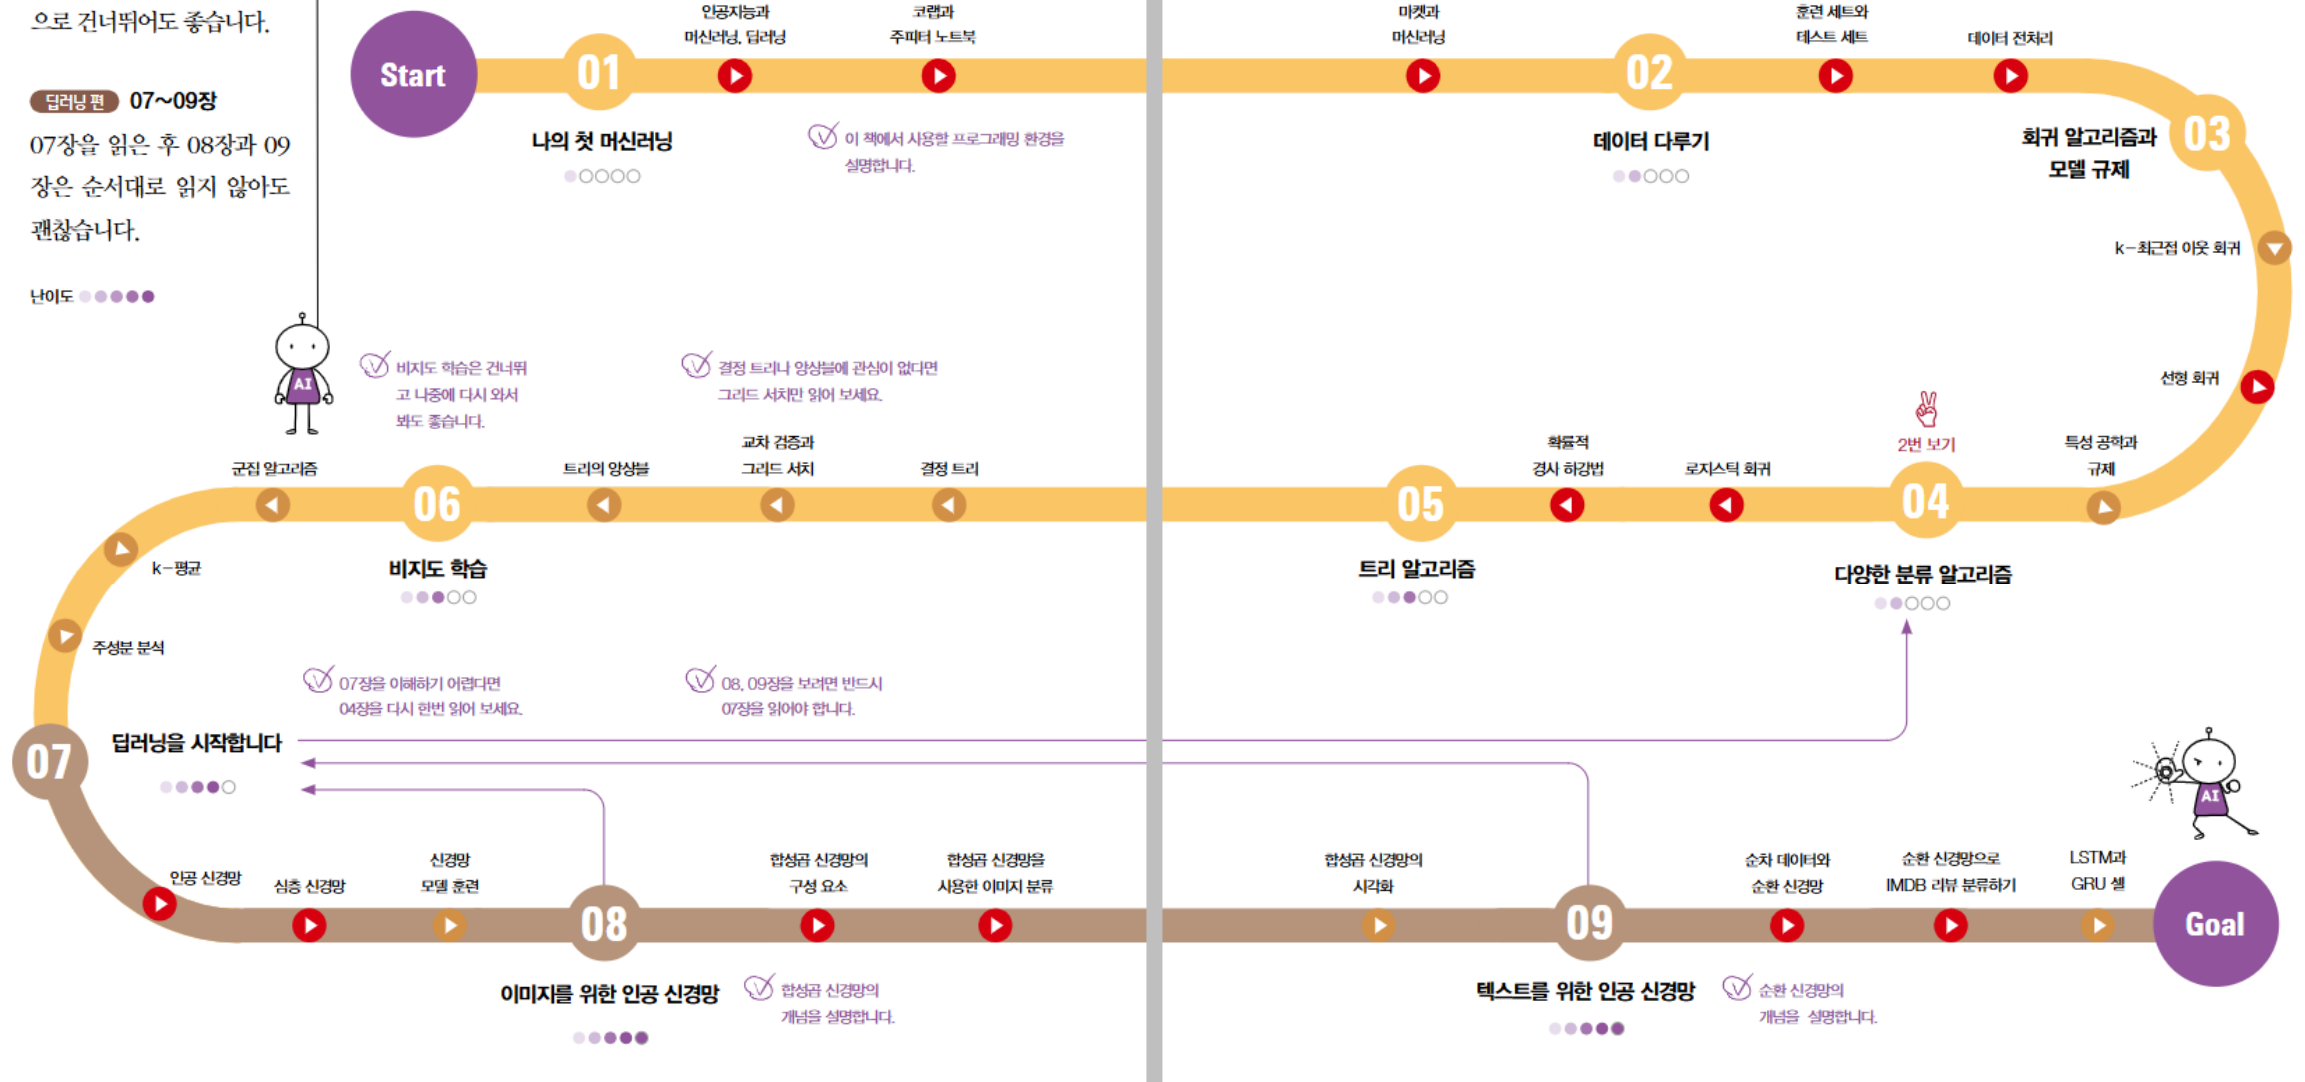 으로 건너뛰어도 좋습니다.
딥러닝 편 07~09장
07장을 읽은 후 08장과 09
장은 순서대로 읽지 않아도
괜찮습니다.
난이도
Start
01
나의 첫 머신러닝
인공지능과
머신러닝, 딥러닝
코랩과
주피터 노트북
이 책에서 사용할 프로그래밍 환경을
설명합니다.
마켓과
머신러닝
02
데이터 다루기
훈련 세트와
테스트 세트
데이터 전처리
03
회귀 알고리즘과
모델 규제
k-최근접 이웃 회귀
선형 회귀
특성 공학과
규제
2번 보기
04
다양한 분류 알고리즘
로지스틱 회귀
확률적
경사 하강법
05
트리 알고리즘
결정 트리
교차 검증과
그리드 서치
트리의 앙상블
결정 트리나 앙상블에 관심이 없다면
그리드 서치만 읽어 보세요.
06
비지도 학습
비지도 학습은 건너뛰
고 나중에 다시 와서
봐도 좋습니다.
AI
군집 알고리즘
k-평균
주성분 분석
07
딥러닝을 시작합니다
07장을 이해하기 어렵다면
04장을 다시 한번 읽어 보세요.
08, 09장을 보려면 반드시
07장을 읽어야 합니다.
인공 신경망
심층 신경망
신경망
모델 훈련
08
이미지를 위한 인공 신경망
합성곱 신경망의
개념을 설명합니다.
합성곱 신경망의
구성 요소
합성곱 신경망을
사용한 이미지 분류
합성곱 신경망의
시각화
09
텍스트를 위한 인공 신경망
순환 신경망의
개념을 설명합니다.
순차 데이터와
순환 신경망
순환 신경망으로
IMDB 리뷰 분류하기
LSTM과
GRU 셀
AI
Goal